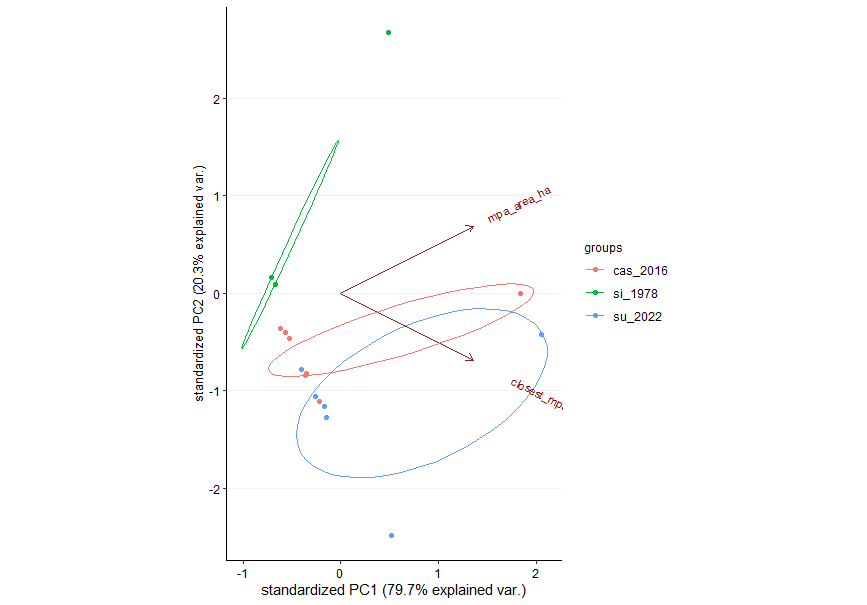 standardized PC2 (20.3% explained var.)
2
1
0
-1
-2
mpa_area_ha
closest_mpa
-1
0
1
2
standardized PC1 (79.7% explained var.)
groups
cas_2016
si_1978
su_2022